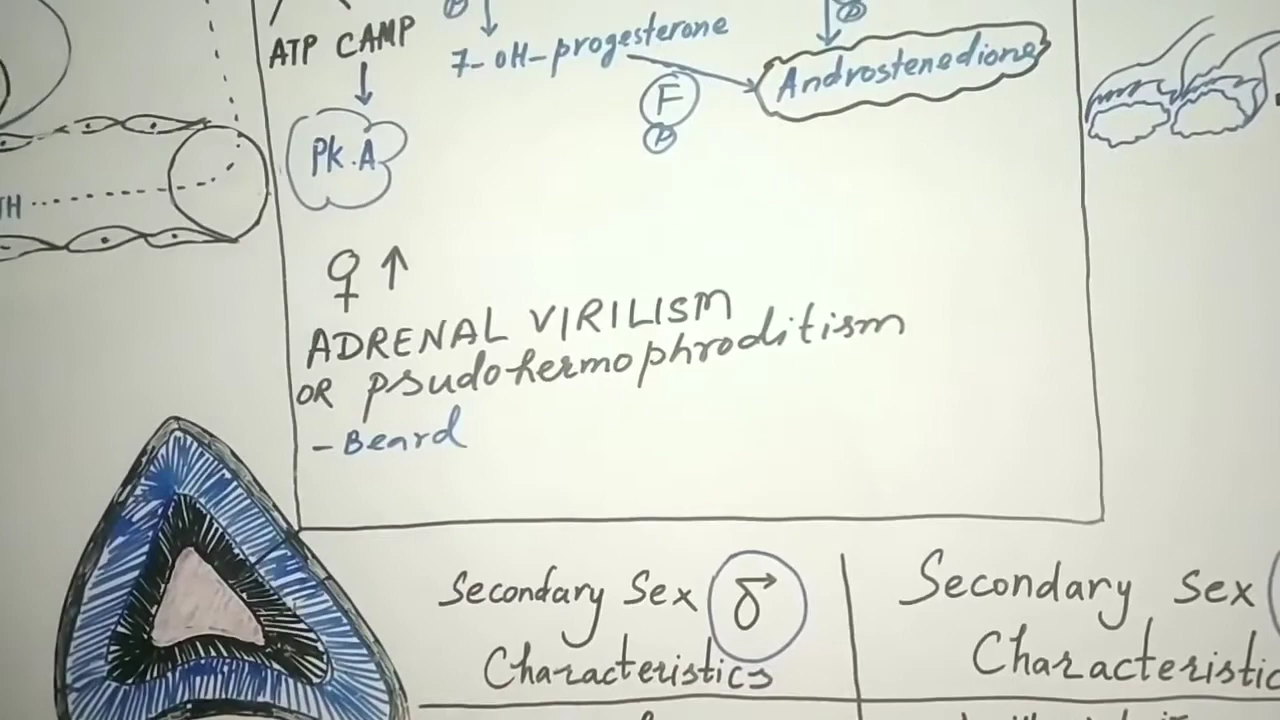 ATP CAMP
7-OH-progesterone
Androstenedione
F
P
PK.A
TH
♀ ↑
ADRENAL VIRILISM
OR psudohermophroditism
- Beard
Secondary Sex ♂
Characteristics
Secondary Sex
Characteristic